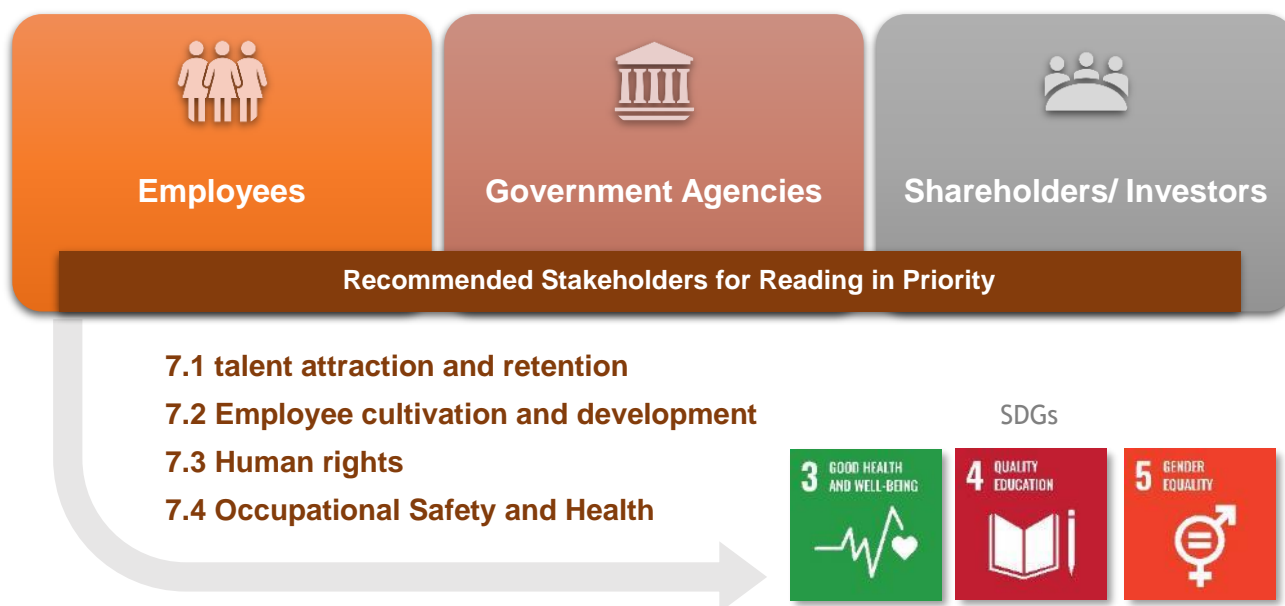 Employees
Government Agencies
Shareholders/ Investors
Recommended Stakeholders for Reading in Priority
7.1 talent attraction and retention
7.2 Employee cultivation and development
7.3 Human rights
7.4 Occupational Safety and Health
SDGs
3 GOOD HEALTH
AND WELL-BEING
4 QUALITY
EDUCATION
5 GENDER
EQUALITY